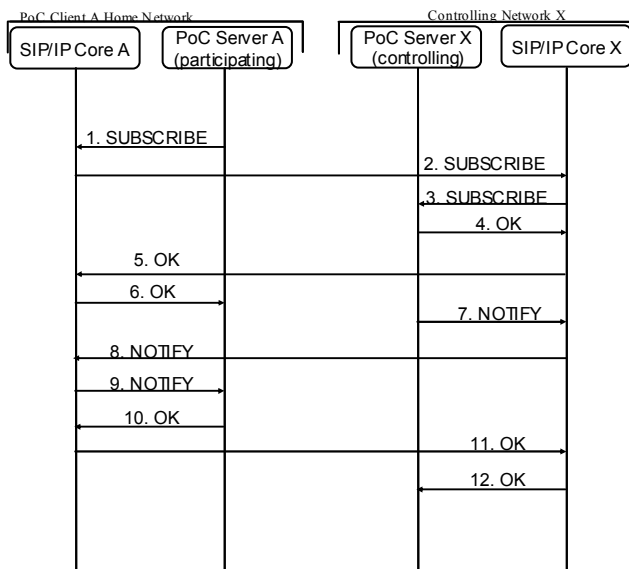 PoC Client A Home Network
Controlling Network X
SIP/IP Core A
PoC Server A
(participating)
PoC Server X
(controlling)
SIP/IP Core X
1. SUBSCRIBE
2. SUBSCRIBE
3. SUBSCRIBE
4. OK
5. OK
6. OK
7. NOTIFY
8. NOTIFY
9. NOTIFY
10. OK
11. OK
12. OK